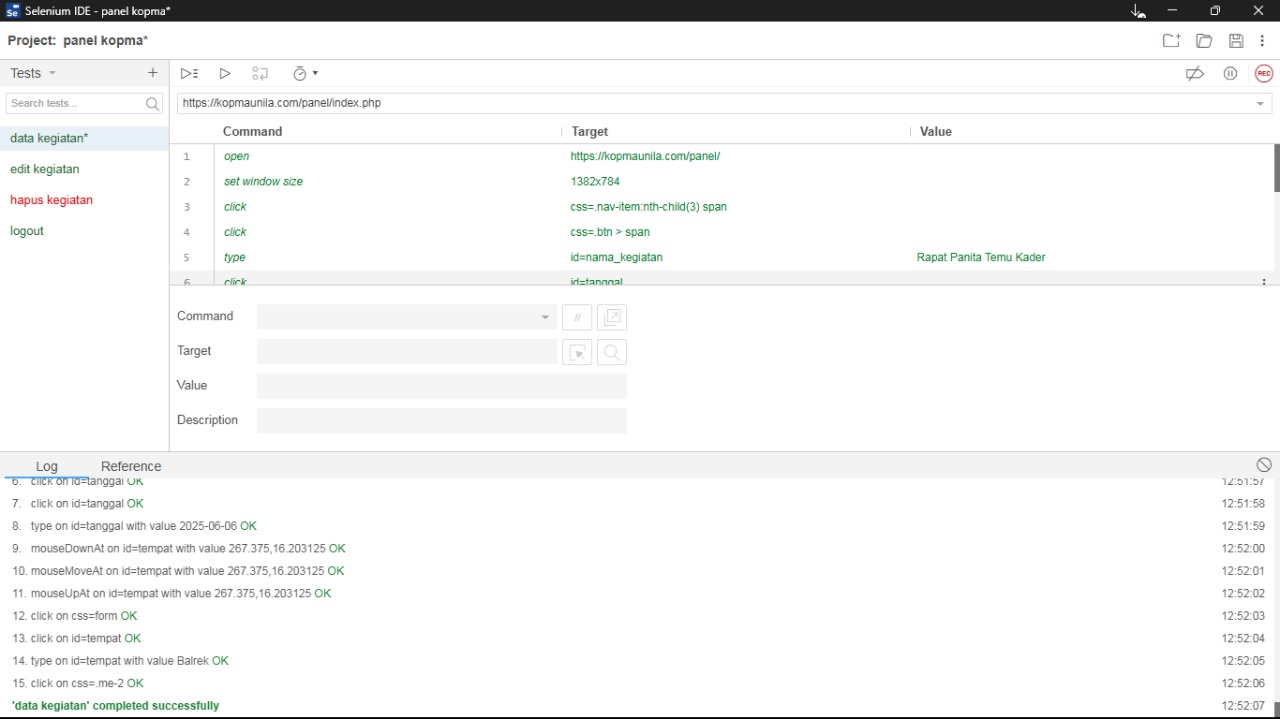 Selenium IDE - panel kopma*
Project: panel kopma*
Tests
Search tests...
data kegiatan*
edit kegiatan
hapus kegiatan
logout
REC
https://kopmaunila.com/panel/index.php
Command Target Value
1 open https://kopmaunila.com/panel/
2 set window size 1382x784
3 click css=.nav-item:nth-child(3) span
4 click css=.btn > span
5 type id=nama_kegiatan Rapat Panita Temu Kader
6 click id=tanggal
Command //
Target
Value
Description
Log Reference
6. click on id=tanggal OK 12:51:57
7. click on id=tanggal OK 12:51:58
8. type on id=tanggal with value 2025-06-06 OK 12:51:59
9. mouseDownAt on id=tempat with value 267.375,16.203125 OK 12:52:00
10. mouseMoveAt on id=tempat with value 267.375,16.203125 OK 12:52:01
11. mouseUpAt on id=tempat with value 267.375,16.203125 OK 12:52:02
12. click on css=form OK 12:52:03
13. click on id=tempat OK 12:52:04
14. type on id=tempat with value Balrek OK 12:52:05
15. click on css=.me-2 OK 12:52:06
'data kegiatan' completed successfully 12:52:07